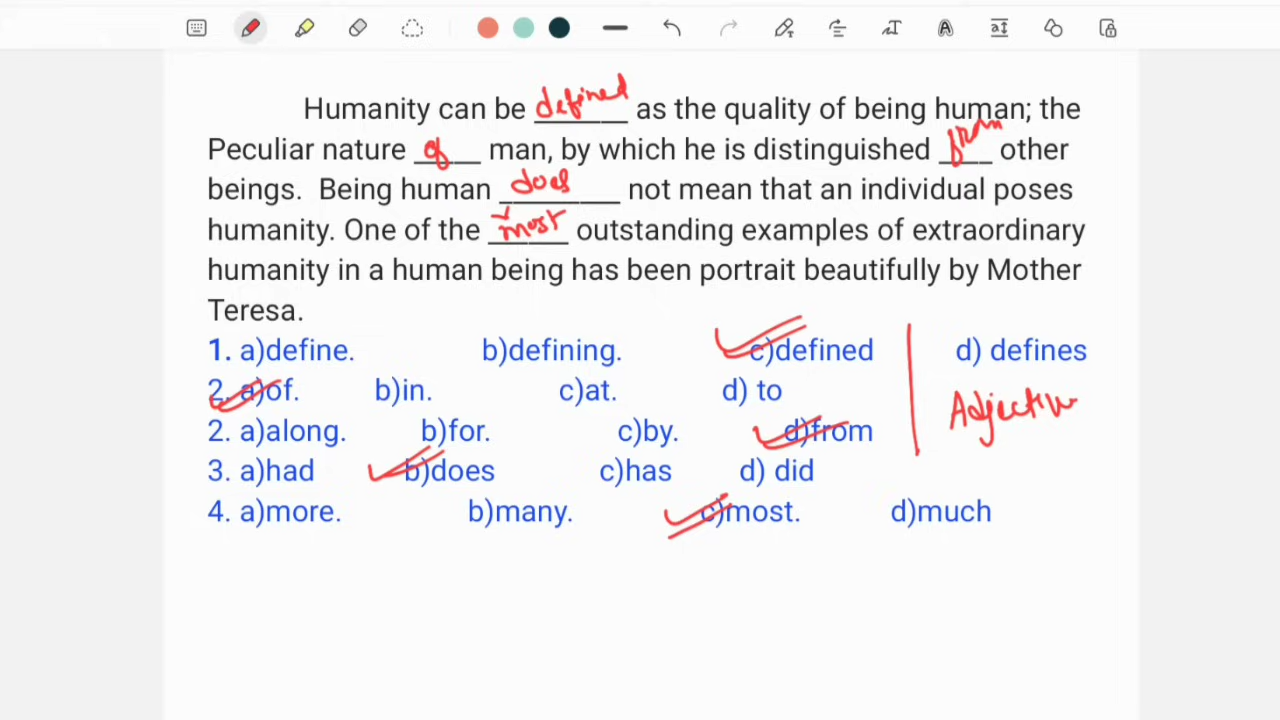 Humanity can be defined as the quality of being human; the
Peculiar nature of man, by which he is distinguished from other
beings. Being human does not mean that an individual poses
humanity. One of the most outstanding examples of extraordinary
humanity in a human being has been portrait beautifully by Mother
Teresa.
1. a)define. b)defining. c)defined d) defines
2. a)of. b)in. c)at. d) to
Adjective
2. a)along. b)for. c)by. d)from
3. a)had b)does c)has d) did
4. a)more. b)many. c)most. d)much